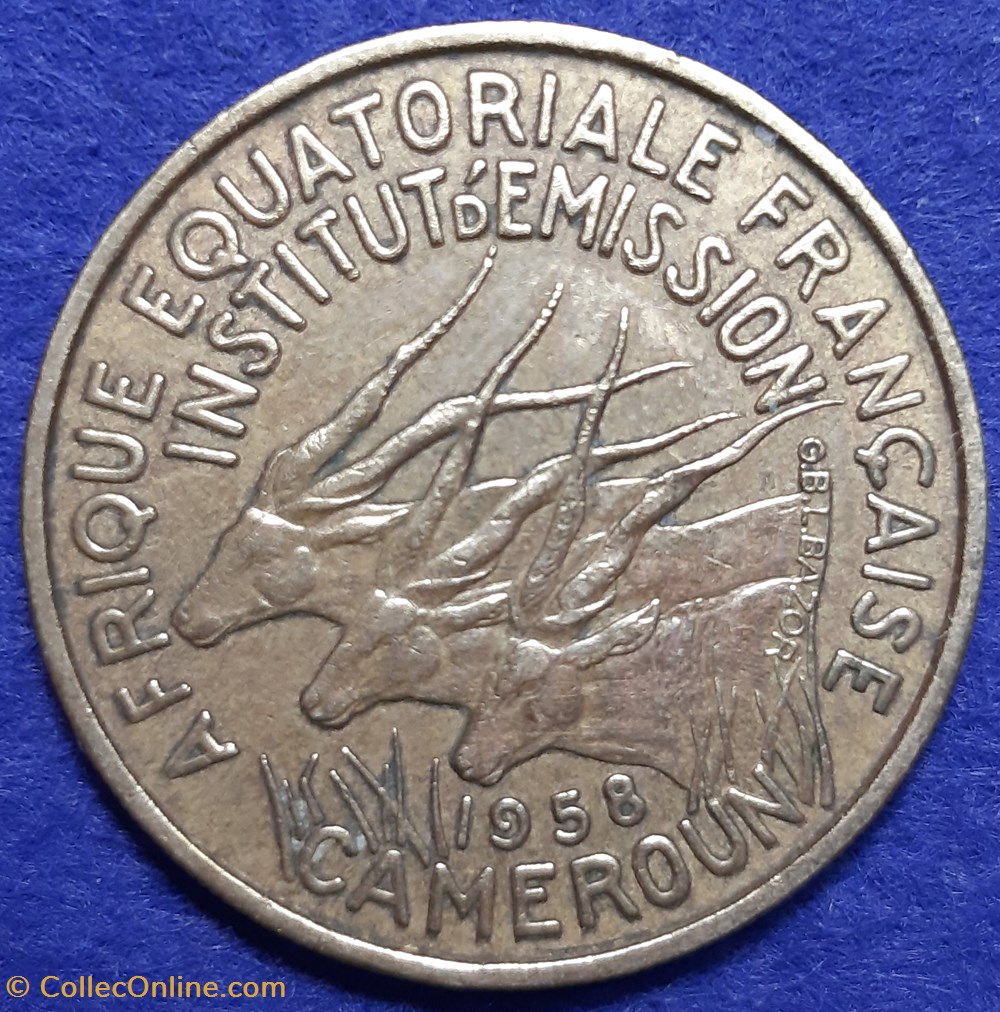 AFRIQUE EQUATORIALE FRANÇAISE
INSTITUT D'EMISSION
G.B.L.BAZOR
1958
CAMEROUN
© CollecOnline.com